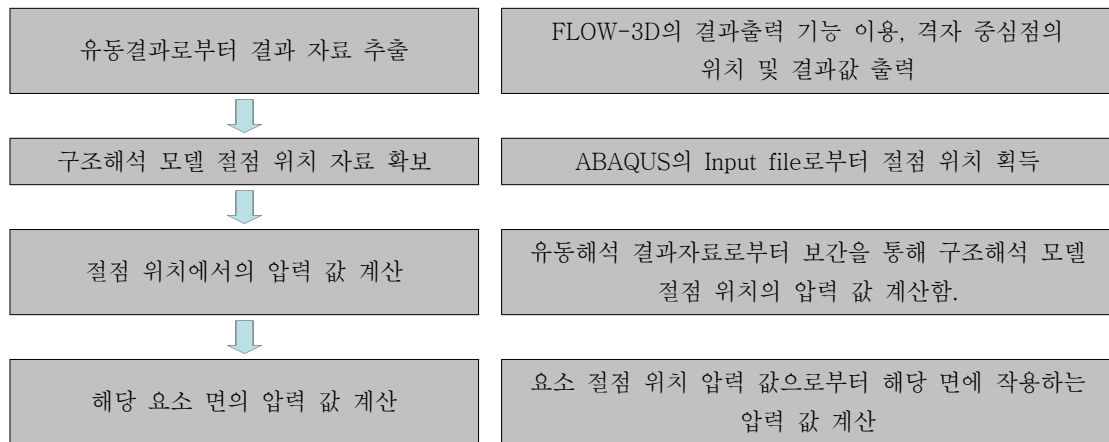 유동결과로부터 결과 자료 추출
FLOW-3D의 결과출력 기능 이용, 격자 중심점의
위치 및 결과값 출력
구조해석 모델 절점 위치 자료 확보
ABAQUS의 Input file로부터 절점 위치 획득
절점 위치에서의 압력 값 계산
유동해석 결과자료로부터 보간을 통해 구조해석 모델
절점 위치의 압력 값 계산함.
해당 요소 면의 압력 값 계산
요소 절점 위치 압력 값으로부터 해당 면에 작용하는
압력 값 계산